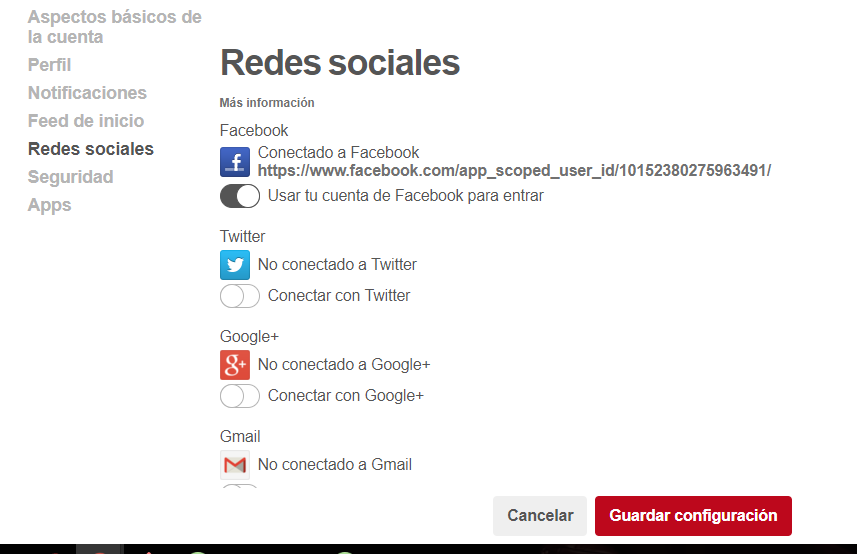 Aspectos básicos de
la cuenta
Perfil
Notificaciones
Feed de inicio
Redes sociales
Seguridad
Apps
Redes sociales
Más información
Facebook
Conectado a Facebook
https://www.facebook.com/app_scoped_user_id/10152380275963491/
Usar tu cuenta de Facebook para entrar
Twitter
No conectado a Twitter
Conectar con Twitter
Google+
No conectado a Google+
Conectar con Google+
Gmail
No conectado a Gmail
Cancelar
Guardar configuración